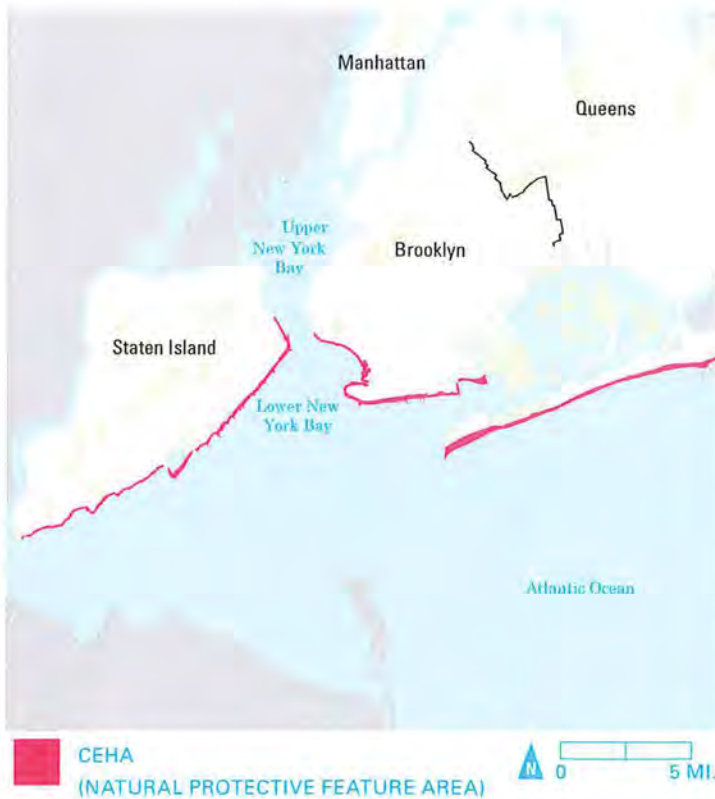 Manhattan
Queens
Upper
New York
Bay
Brooklyn
Staten Island
Lower New
York Bay
Atlantic Ocean
CEHA
(NATURAL PROTECTIVE FEATURE AREA)
N
0 5 MI.